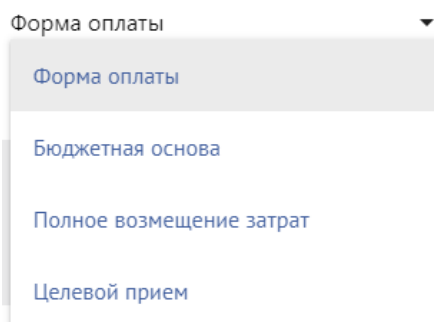 Форма оплаты
Форма оплаты
Бюджетная основа
Полное возмещение затрат
Целевой прием